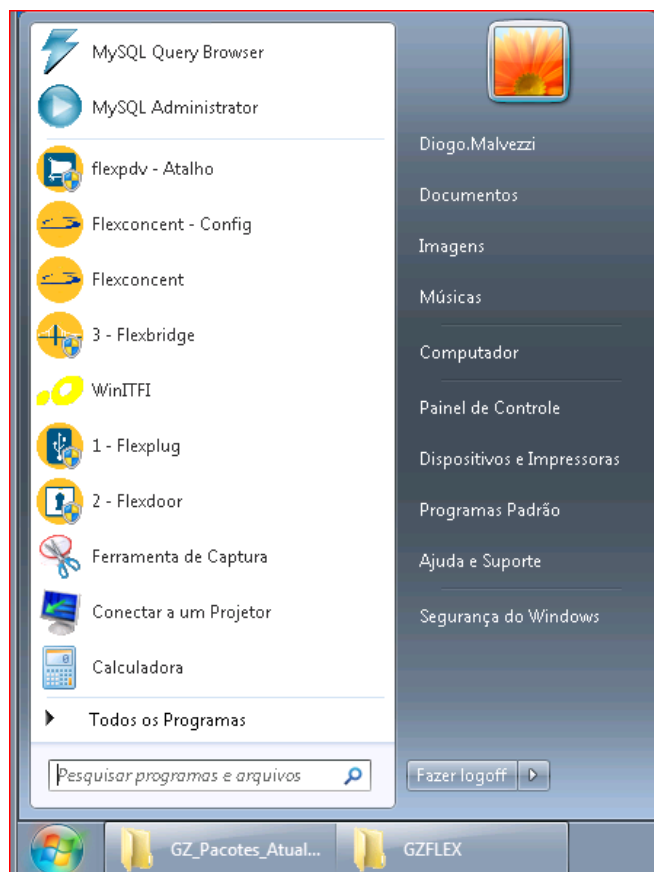 MySQL Query Browser
MySQL Administrator
flexpdv - Atalho
Flexconcent - Config
Flexconcent
3 - Flexbridge
WinITFI
1 - Flexplug
2 - Flexdoor
Ferramenta de Captura
Conectar a um Projetor
Calculadora
Todos os Programas
Pesquisar programas e arquivos
Diogo.Malvezzi
Documentos
Imagens
Músicas
Computador
Painel de Controle
Dispositivos e Impressoras
Programas Padrão
Ajuda e Suporte
Segurança do Windows
Fazer logoff
GZ_Pacotes_Atual...
GZFLEX